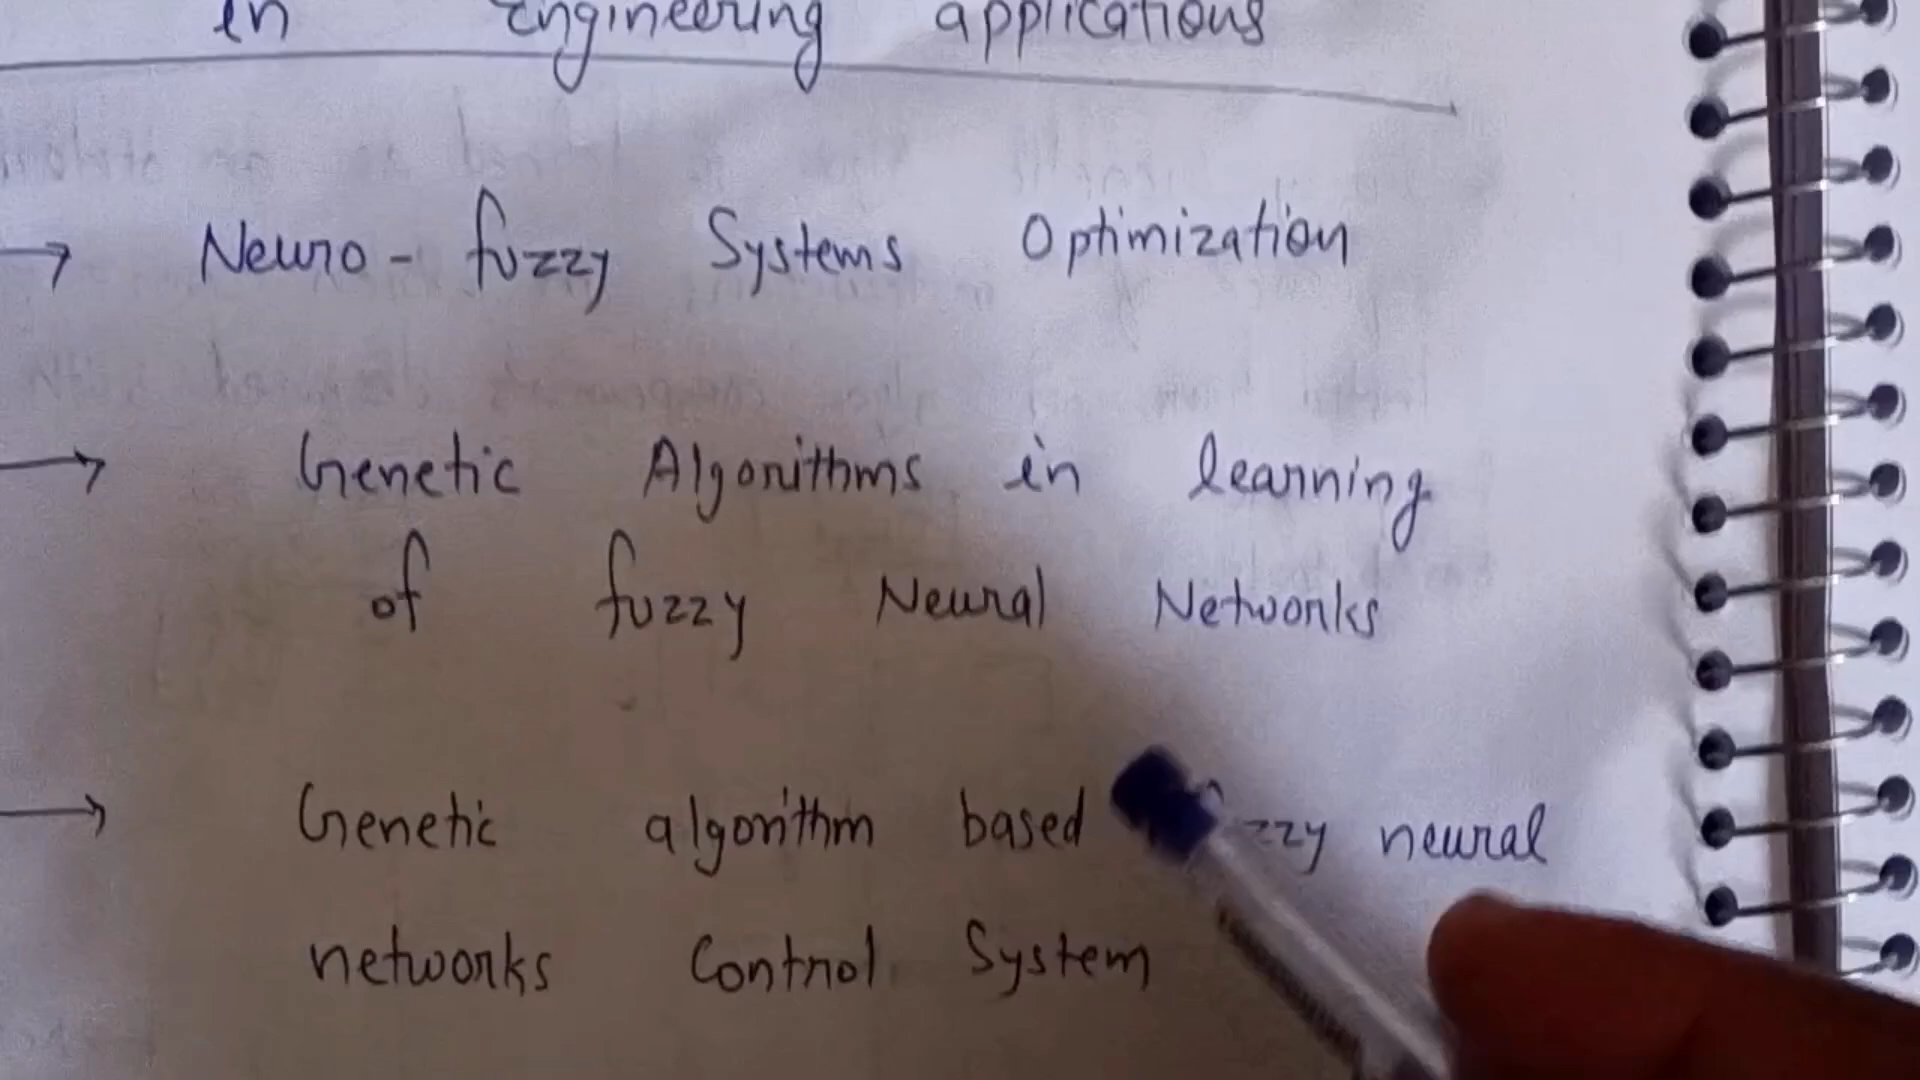 in Engineering applications
→ Neuro - fuzzy Systems Optimization
→ Genetic Algorithms in learning
of fuzzy Neural Networks
→ Genetic algorithm based neural
networks Control System